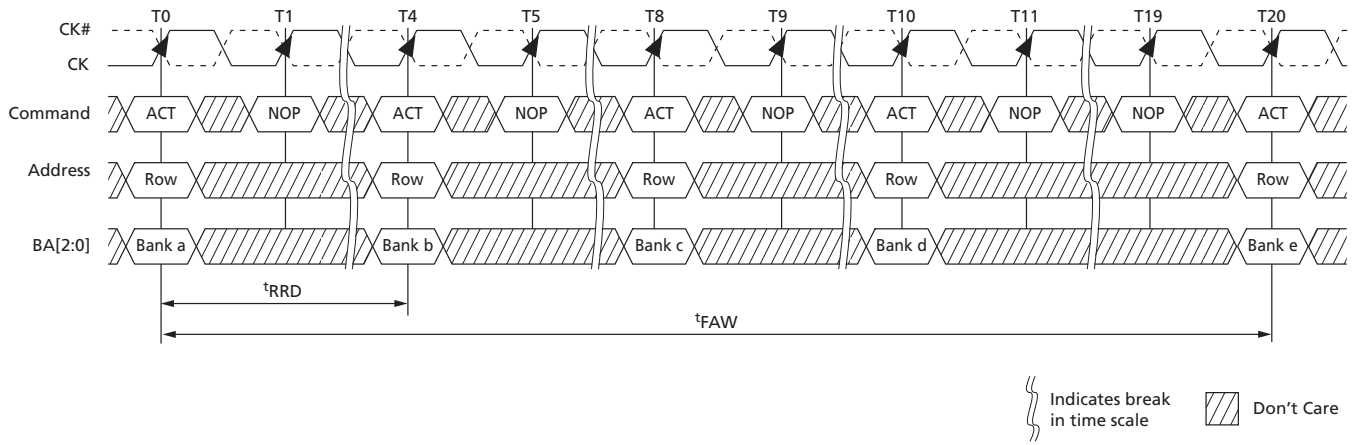 T0 T1 T4 T5 T8 T9 T10 T11 T19 T20
CK#
CK
Command ACT NOP ACT NOP ACT NOP ACT NOP NOP ACT
Address Row Row Row Row Row
BA[2:0] Bank a Bank b Bank c Bank d Bank e
tRRD
tFAW
Indicates break
in time scale
Don't Care